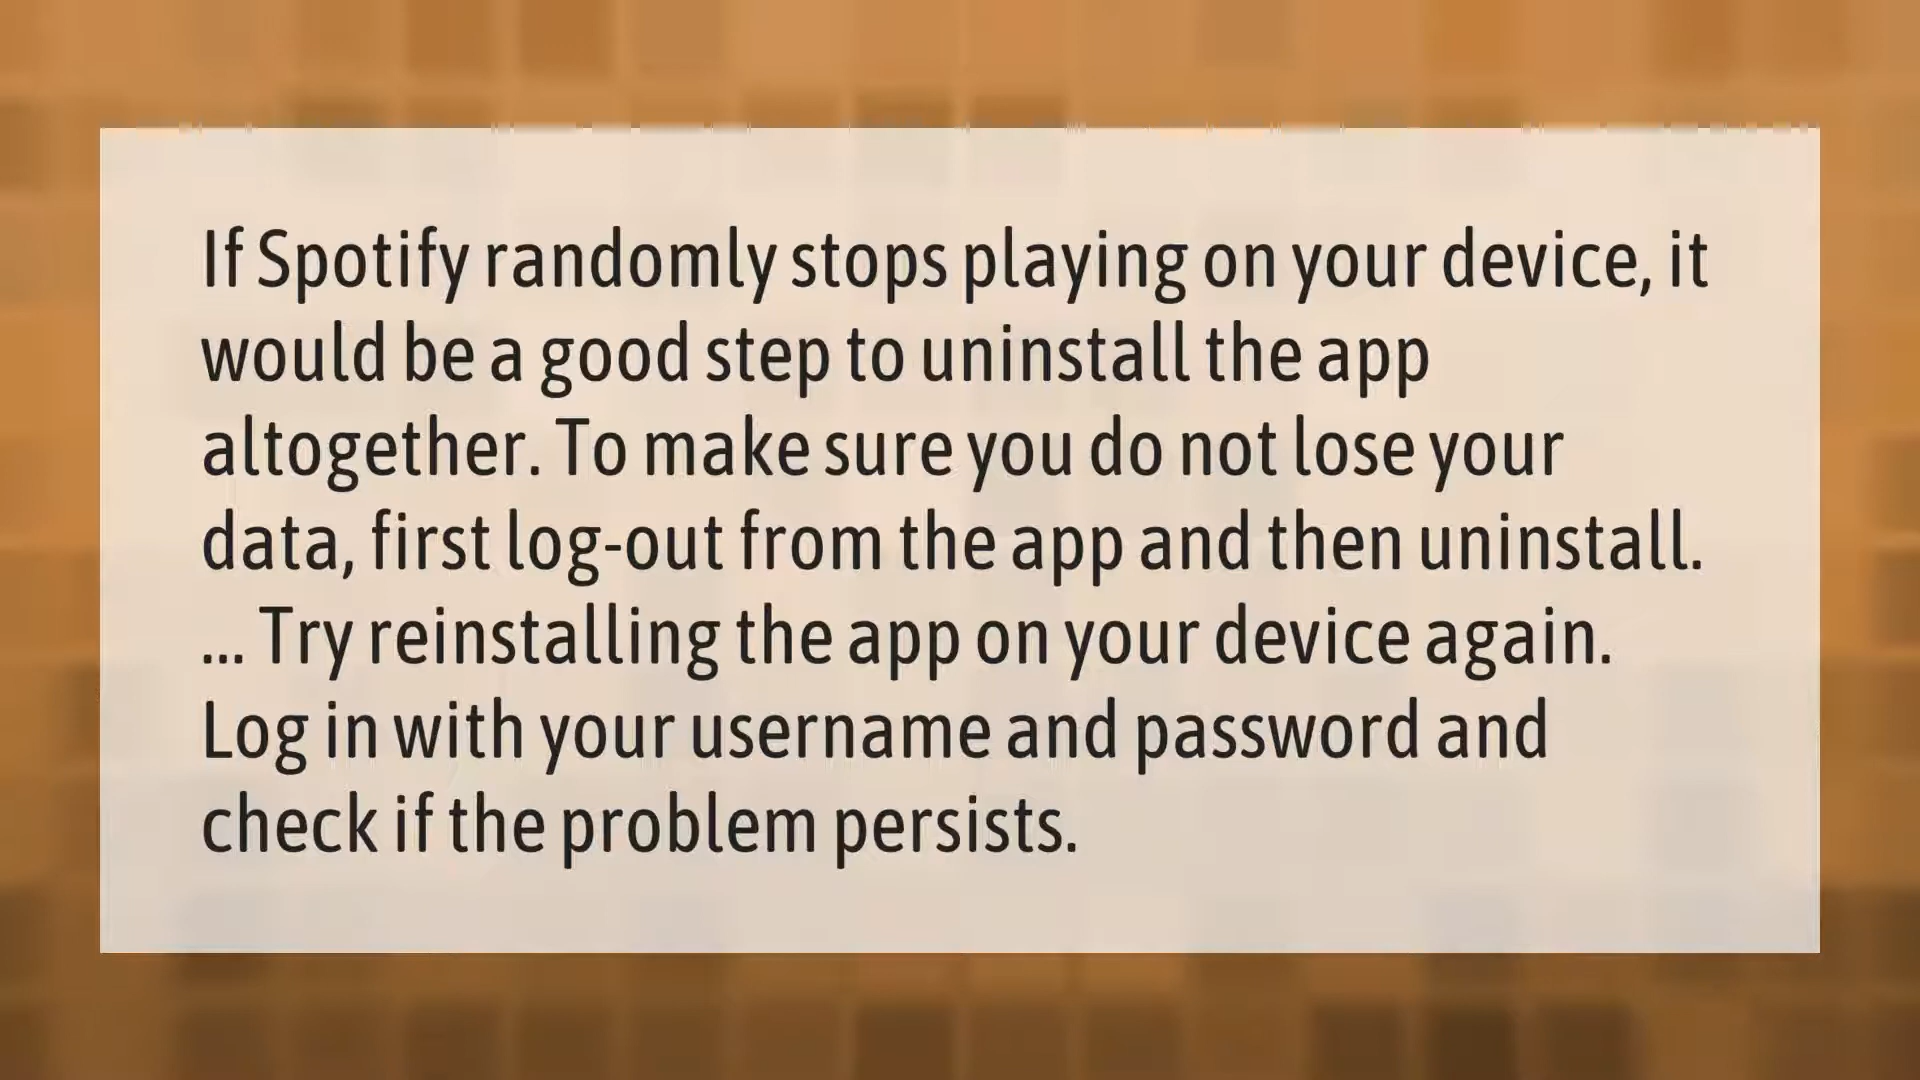 If Spotify randomly stops playing on your device, it
would be a good step to uninstall the app
altogether. To make sure you do not lose your
data, first log-out from the app and then uninstall.
... Try reinstalling the app on your device again.
Log in with your username and password and
check if the problem persists.